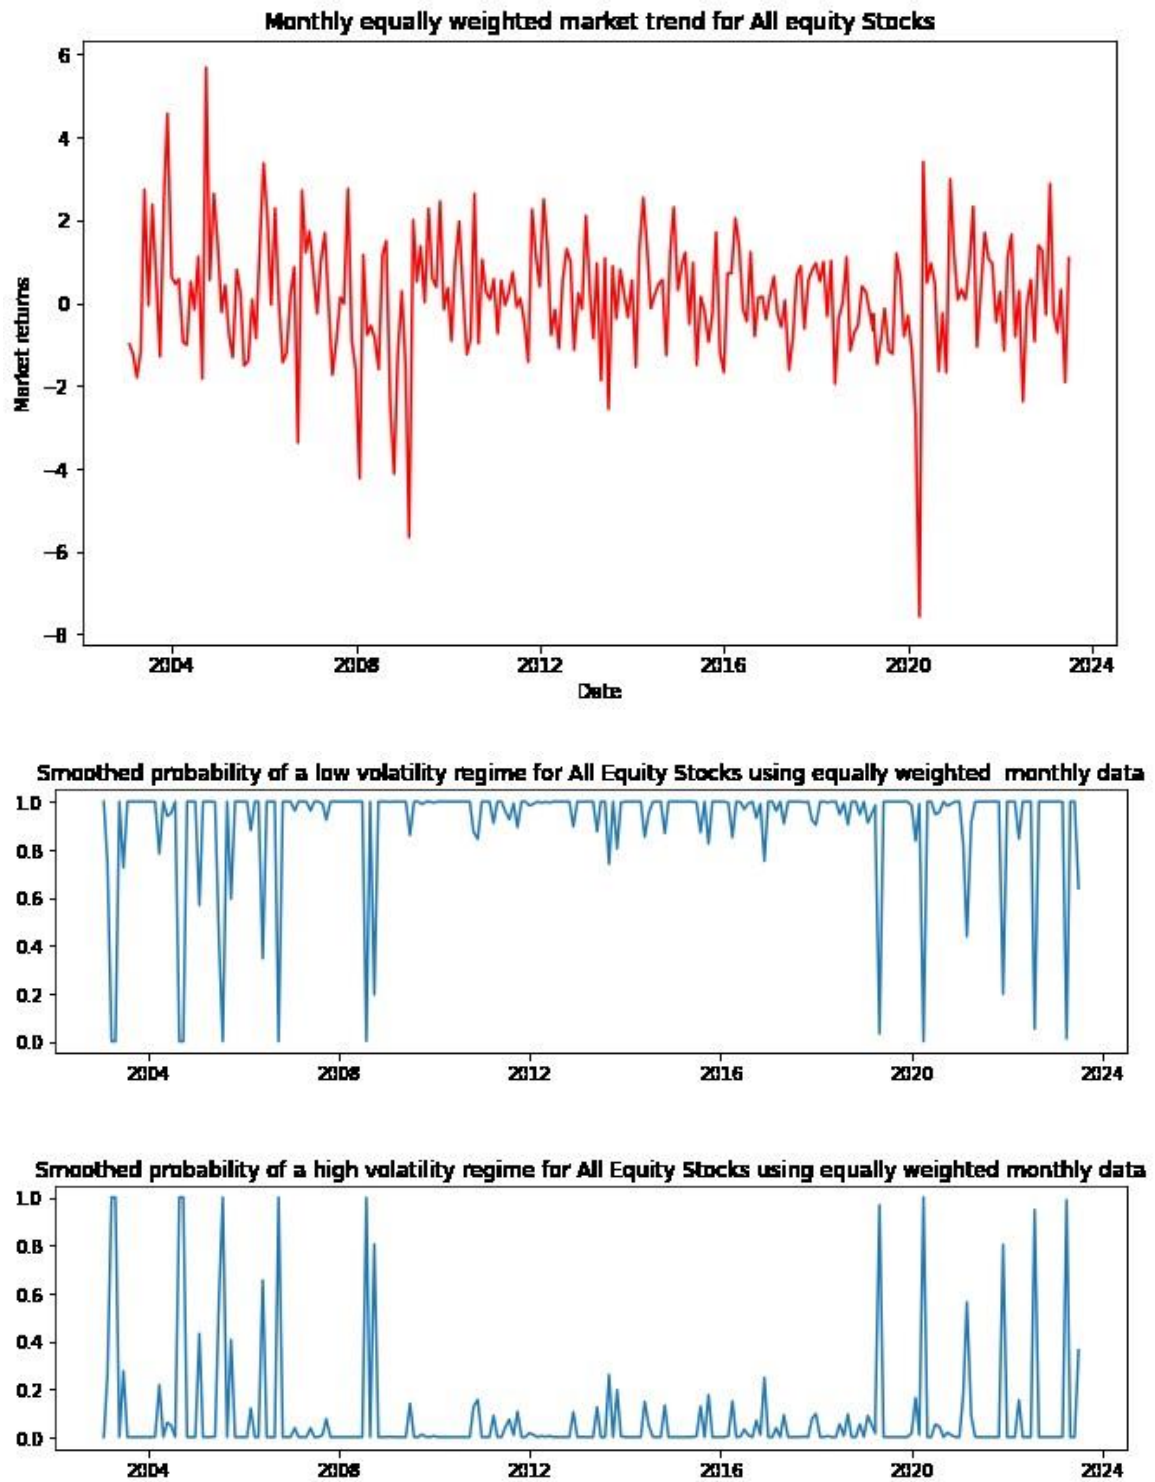 Monthly equally weighted market trend for All equity Stocks
6
4
2
0
−2
−4
−6
−8
Market returns
2004 2008 2012 2016 2020 2024
Date
Smoothed probability of a low volatility regime for All Equity Stocks using equally weighted monthly data
1.0
0.8
0.6
0.4
0.2
0.0
2004 2008 2012 2016 2020 2024
Smoothed probability of a high volatility regime for All Equity Stocks using equally weighted monthly data
1.0
0.8
0.6
0.4
0.2
0.0
2004 2008 2012 2016 2020 2024